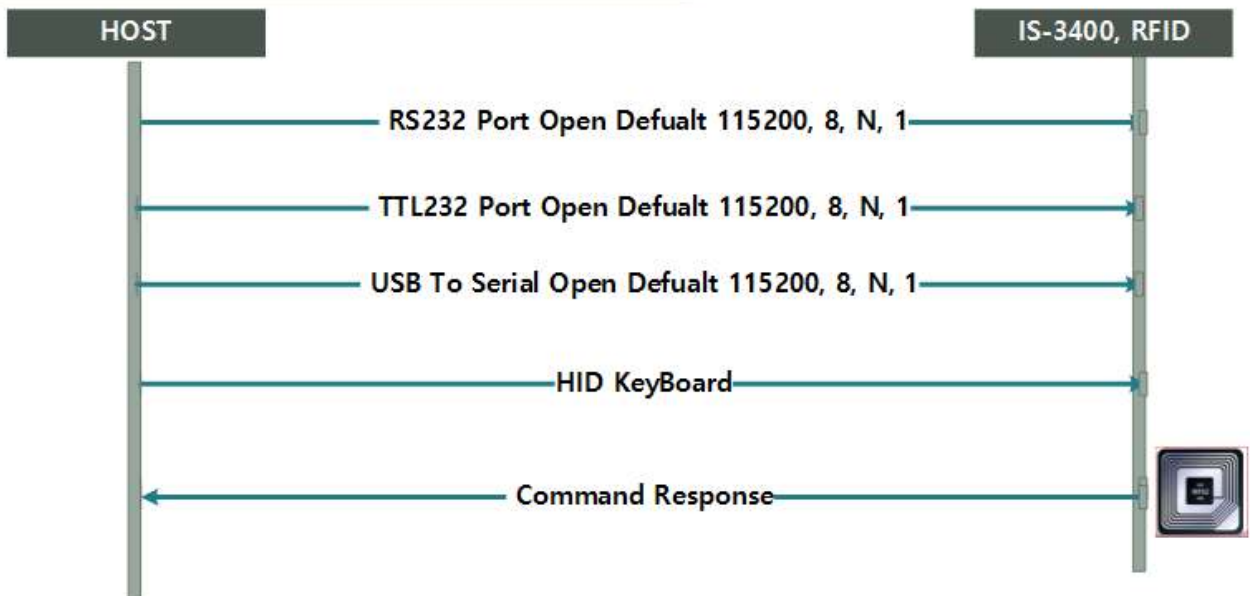 HOST
IS-3400, RFID
RS232 Port Open Defualt 115200, 8, N, 1
TTL232 Port Open Defualt 115200, 8, N, 1
USB To Serial Open Defualt 115200, 8, N, 1
HID KeyBoard
Command Response